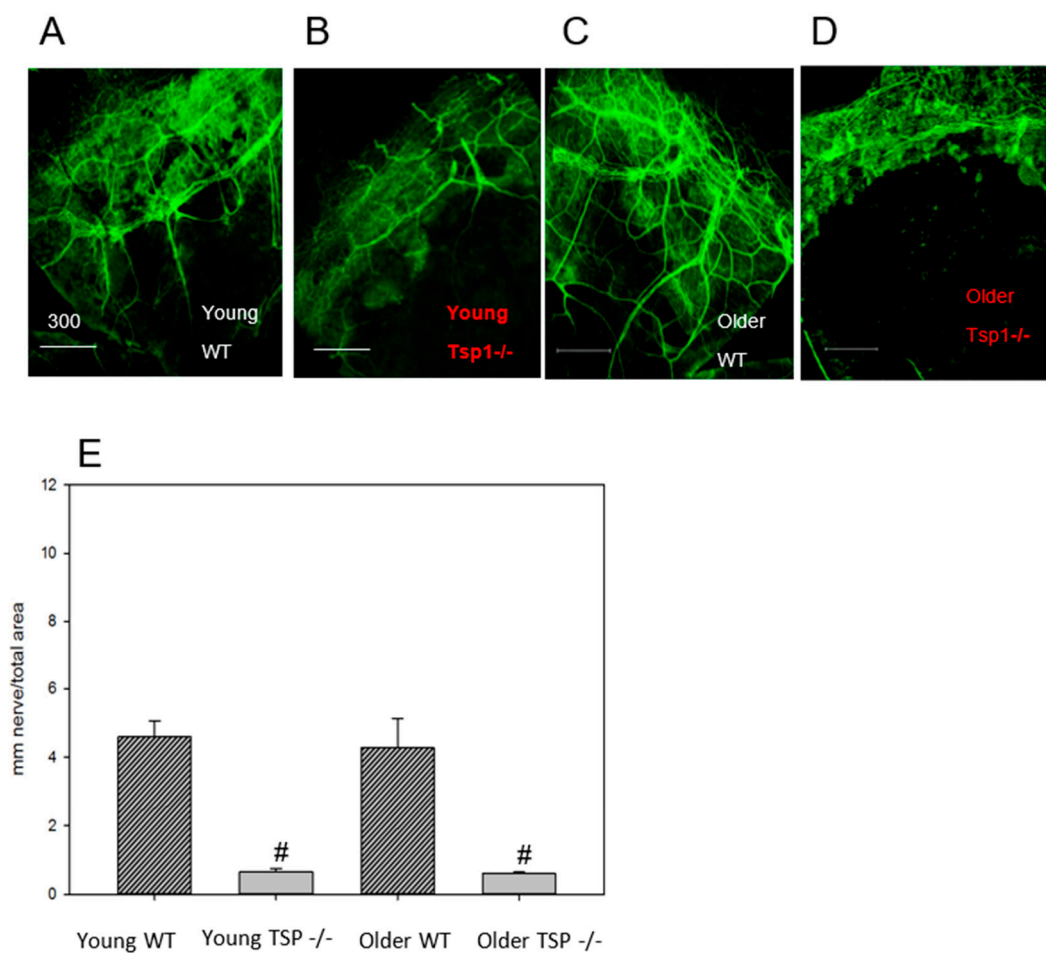 A
B
C
D
300
Young
WT
Young
Tsp1-/-
Older
WT
Older
Tsp1-/-
E
mm nerve/total area
12
10
8
6
4
2
0
#
#
Young WT
Young TSP -/-
Older WT
Older TSP -/-